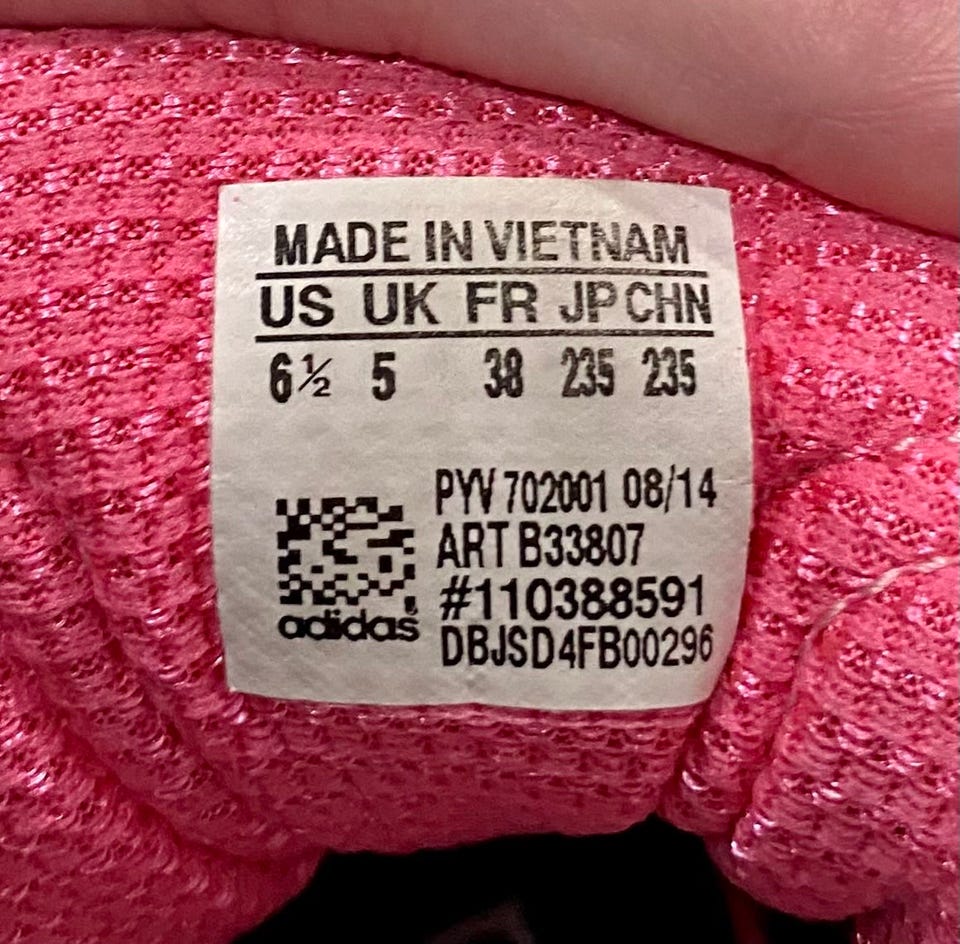 MADE IN VIETNAM
US UK FR JP CHN
6½ 5 38 235 235
PYV 702001 08/14
ART B33807
#110388591
adidas
DBJSD4FB00296